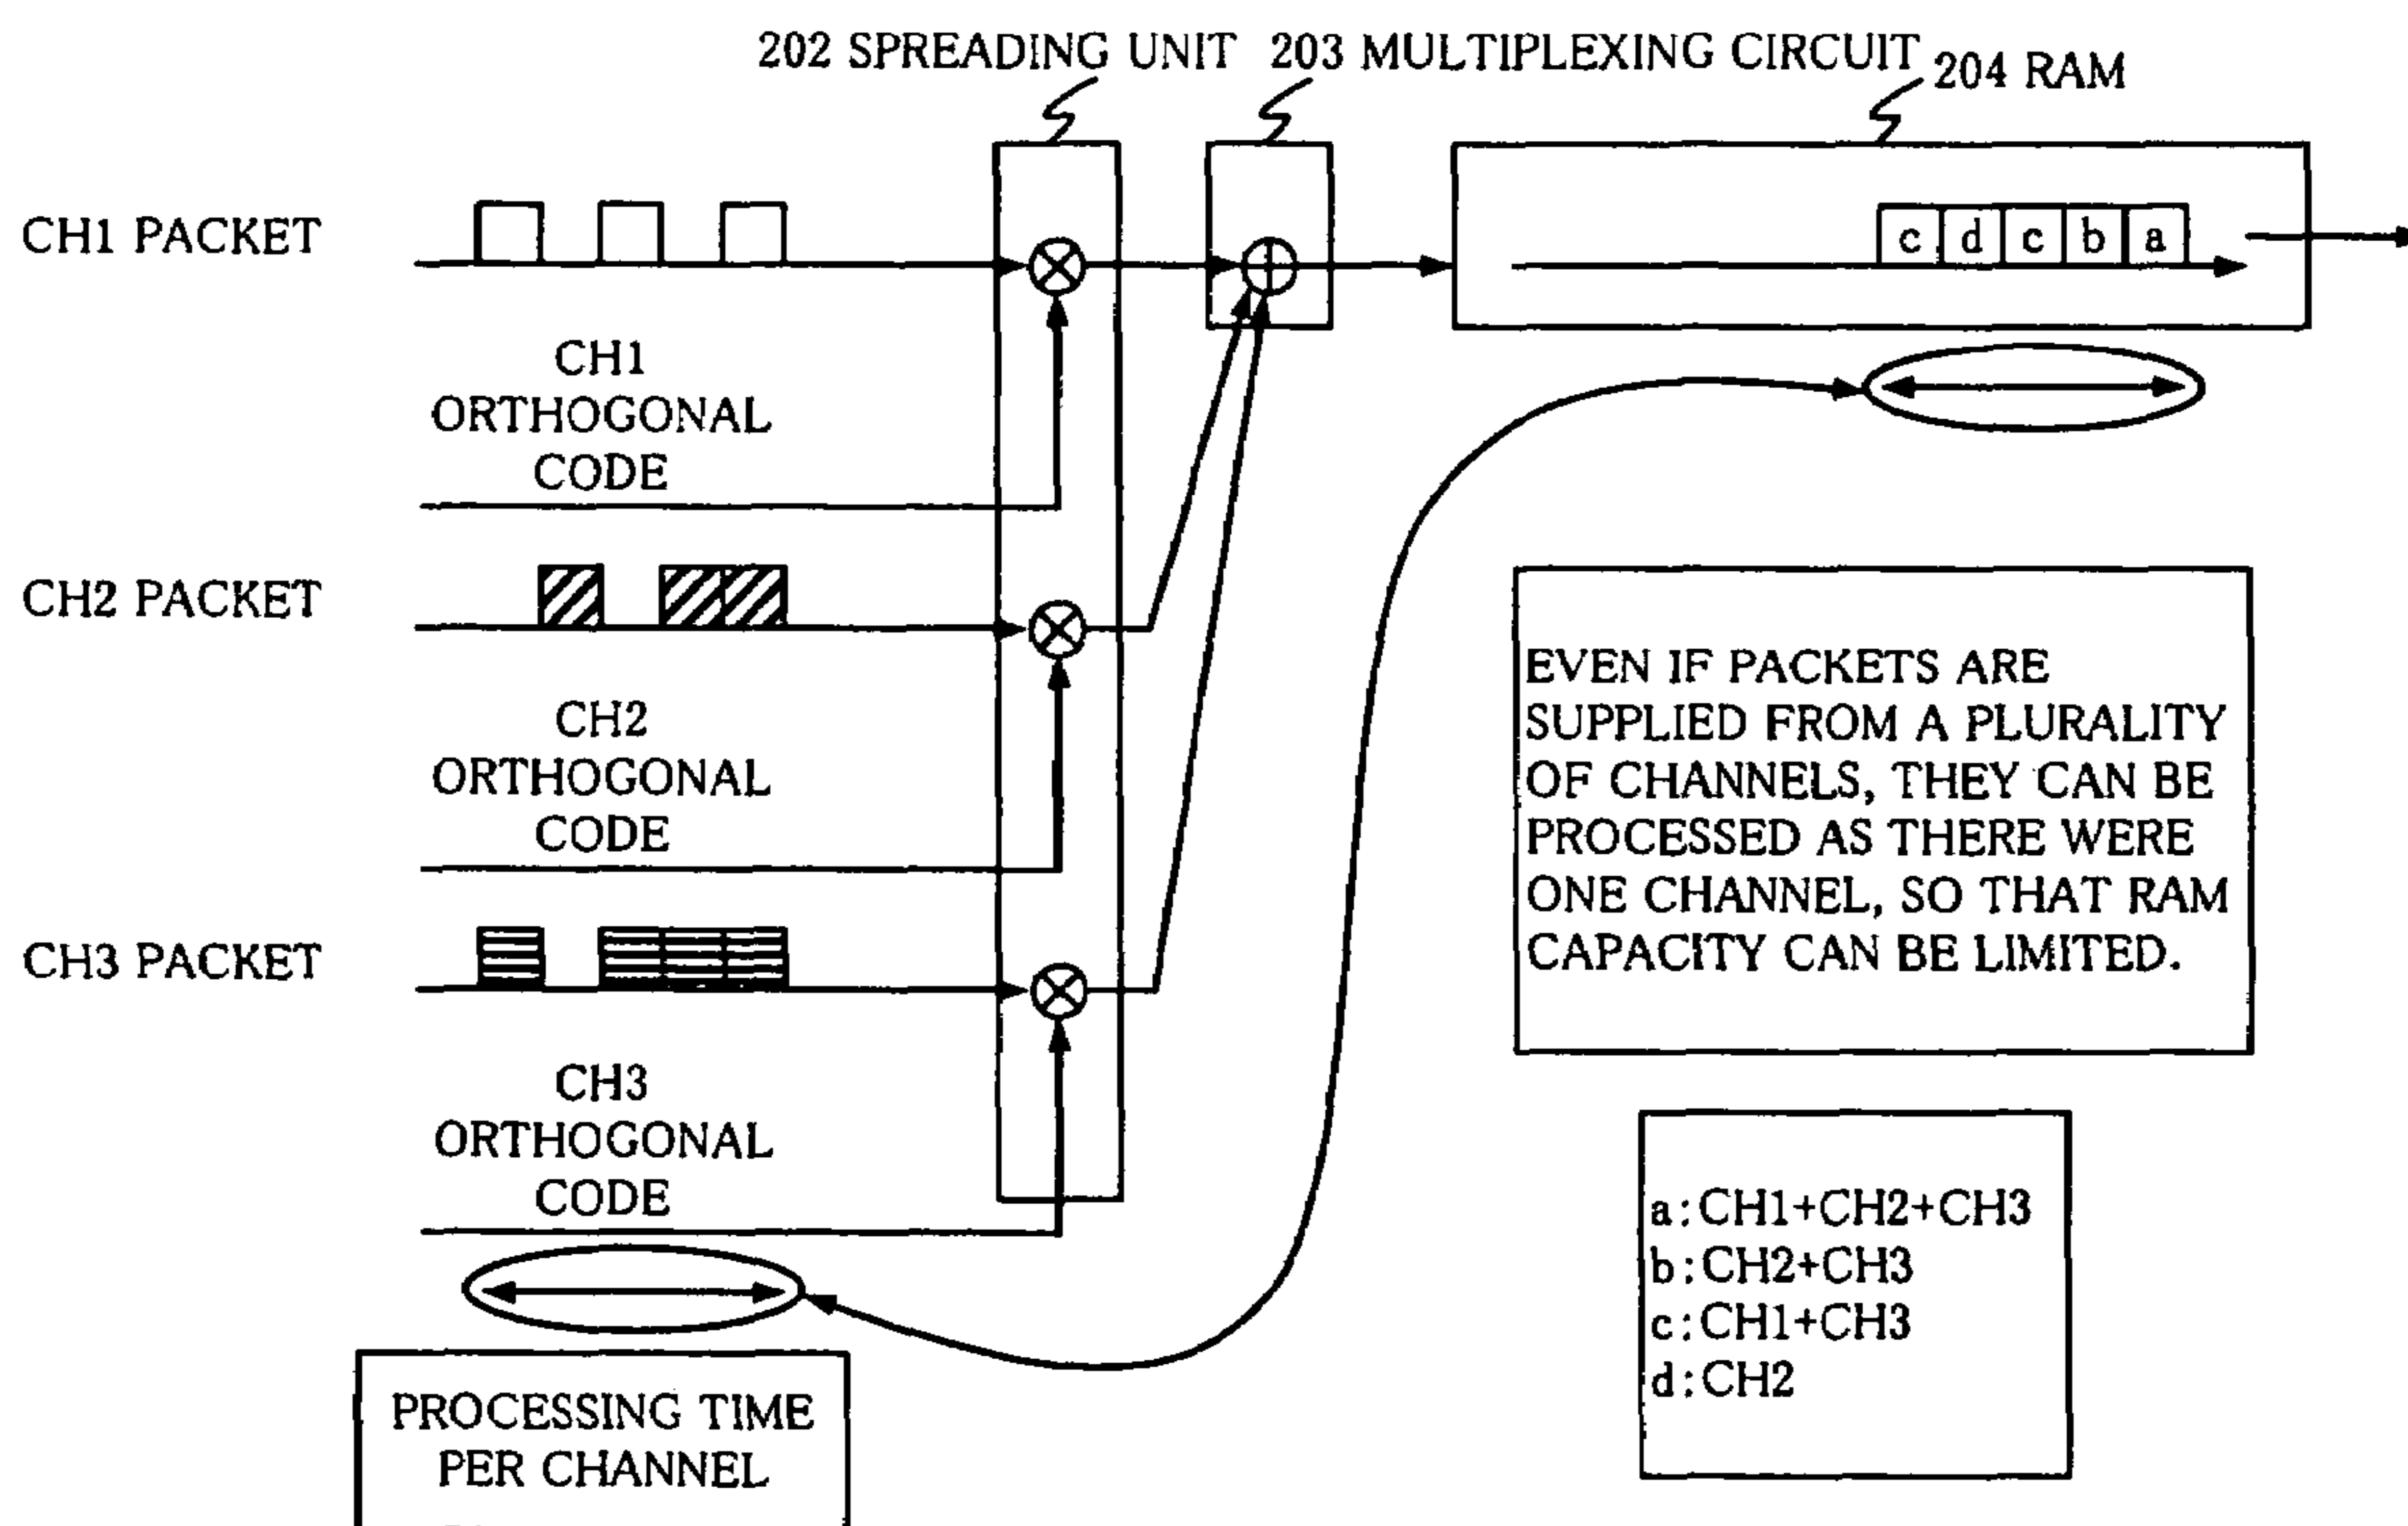 202 SPREADING UNIT 203 MULTIPLEXING CIRCUIT 204 RAM
CH1 PACKET
c d c b a
CH1
ORTHOGONAL
CODE
CH2 PACKET
CH2
ORTHOGONAL
CODE
CH3 PACKET
CH3
ORTHOGONAL
CODE
EVEN IF PACKETS ARE
SUPPLIED FROM A PLURALITY
OF CHANNELS, THEY CAN BE
PROCESSED AS THERE WERE
ONE CHANNEL, SO THAT RAM
CAPACITY CAN BE LIMITED.
a:CH1+CH2+CH3
b:CH2+CH3
c:CH1+CH3
d:CH2
PROCESSING TIME
PER CHANNEL